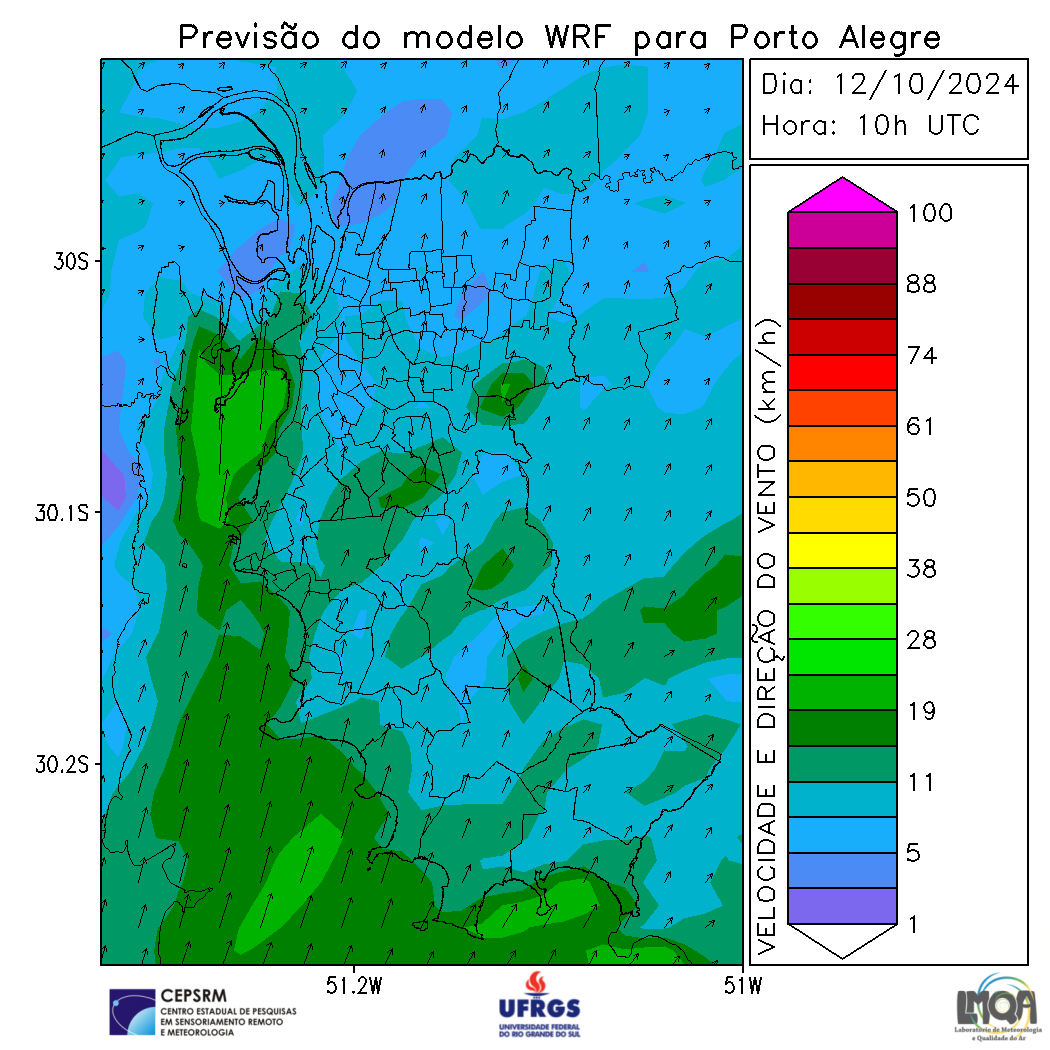 Previsão do modelo WRF para Porto Alegre
Dia: 12/10/2024
Hora: 10h UTC
30S
30.1S
30.2S
51.2W
51W
VELOCIDADE E DIREÇÃO DO VENTO (km/h)
100
88
74
61
50
38
28
19
11
5
1
CEPSRM
CENTRO ESTADUAL DE PESQUISAS
EM SENSORIAMENTO REMOTO
E METEOROLOGIA
UFRGS
UNIVERSIDADE FEDERAL
DO RIO GRANDE DO SUL
LMQA
Laboratório de Meteorologia
e Qualidade do Ar